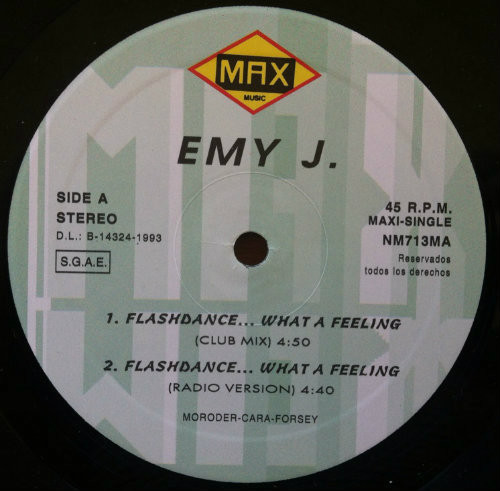 MAX
MUSIC
EMY J.
SIDE A
STEREO
D.L.: B-14324-1993
S.G.A.E.
45 R.P.M.
MAXI-SINGLE
NM713MA
Reservados
todos los derechos
1. FLASHDANCE... WHAT A FEELING
(CLUB MIX) 4:50
2. FLASHDANCE... WHAT A FEELING
(RADIO VERSION) 4:40
MORODER-CARA-FORSEY